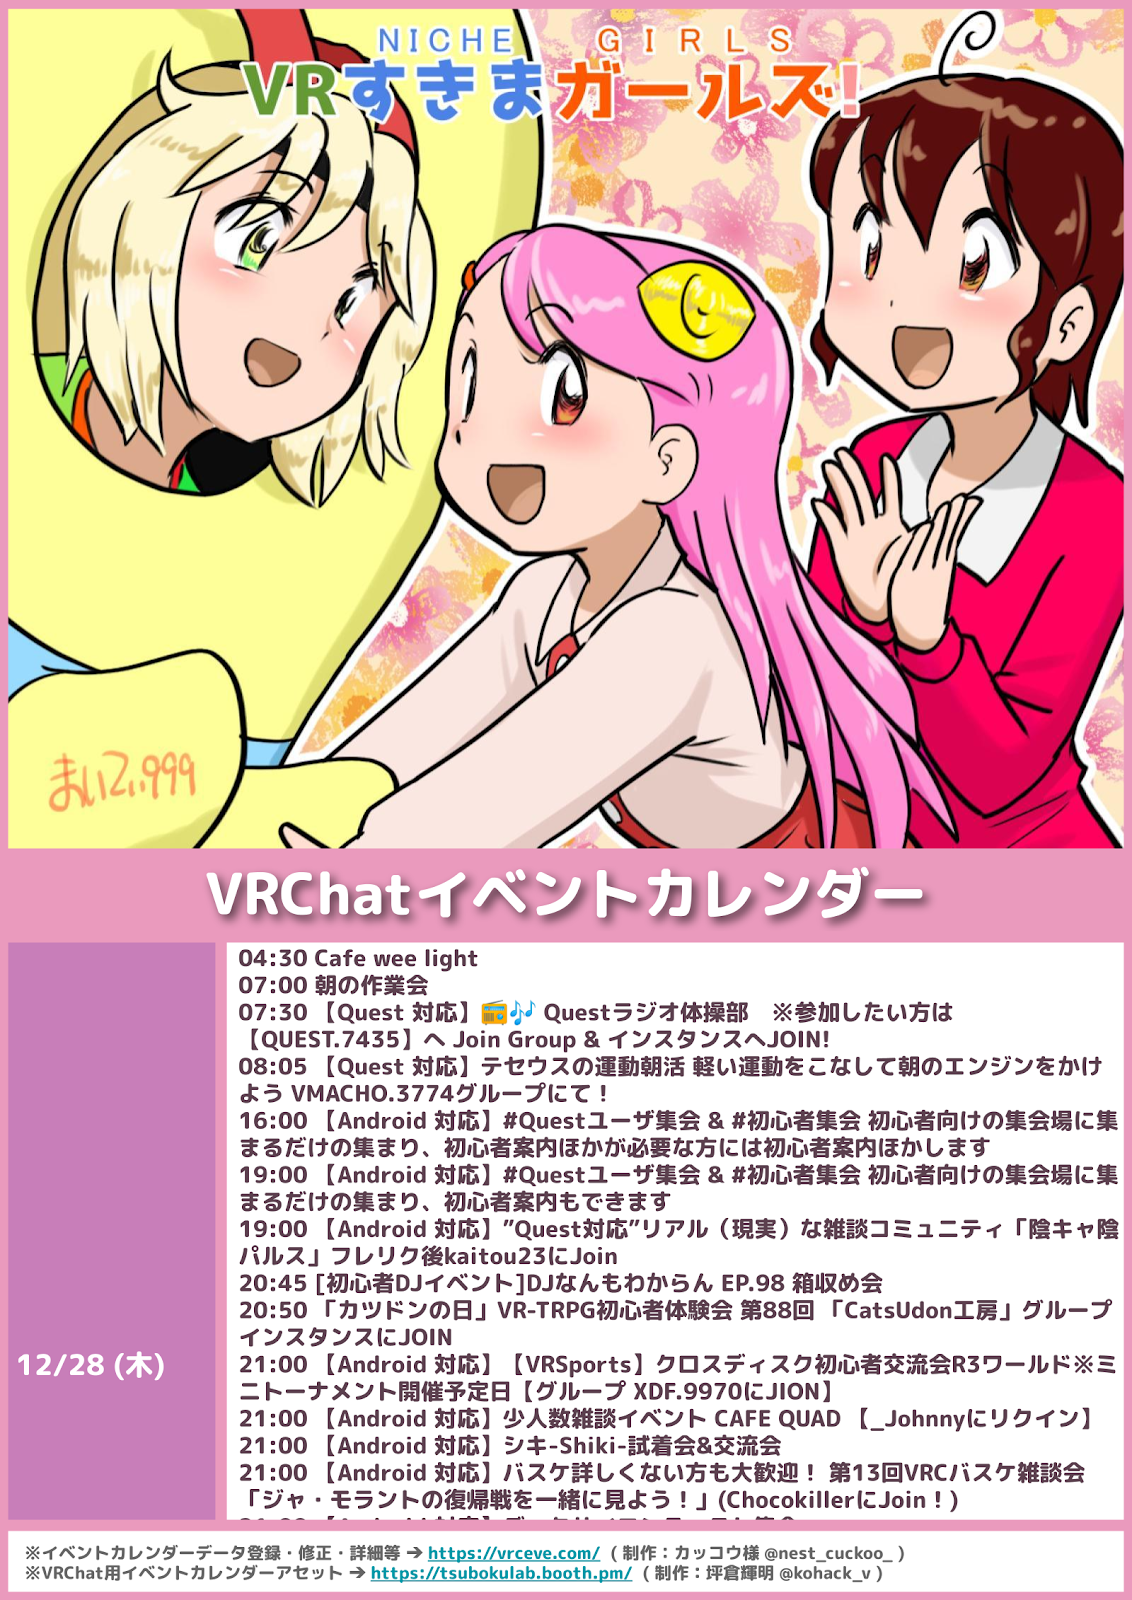 NICHE GIRLS
VRすきまガールズ!
まいてぃ999
VRChatイベントカレンダー
12/28 (木)
04:30 Cafe wee light
07:00 朝の作業会
07:30 【Quest 対応】📻🎶 Questラジオ体操部　※参加したい方は
【QUEST.7435】へ Join Group & インスタンスへJOIN!
08:05 【Quest 対応】テセウスの運動朝活 軽い運動をこなして朝のエンジンをかけ
よう VMACHO.3774グループにて！
16:00 【Android 対応】#Questユーザ集会 & #初心者集会 初心者向けの集会場に集
まるだけの集まり、初心者案内ほかが必要な方には初心者案内ほかします
19:00 【Android 対応】#Questユーザ集会 & #初心者集会 初心者向けの集会場に集
まるだけの集まり、初心者案内もできます
19:00 【Android 対応】”Quest対応”リアル（現実）な雑談コミュニティ「陰キャ陰
パルス」フレリク後kaitou23にJoin
20:45 [初心者DJイベント]DJなんもわからん EP.98 箱収め会
20:50 「カツドンの日」VR-TRPG初心者体験会 第88回 「CatsUdon工房」グループ
インスタンスにJOIN
21:00 【Android 対応】【VRSports】クロスディスク初心者交流会R3ワールド※ミ
ニトーナメント開催予定日【グループ XDF.9970にJION】
21:00 【Android 対応】少人数雑談イベント CAFE QUAD 【_Johnnyにリクイン】
21:00 【Android 対応】シキ-Shiki-試着会&交流会
21:00 【Android 対応】バスケ詳しくない方も大歓迎！ 第13回VRCバスケ雑談会
「ジャ・モラントの復帰戦を一緒に見よう！」(ChocokillerにJoin！)
※イベントカレンダーデータ登録・修正・詳細等 ➔ https://vrceve.com/ （ 制作：カッコウ様 @nest_cuckoo_ ）
※VRChat用イベントカレンダーアセット ➔ https://tsubokulab.booth.pm/ （ 制作：坪倉輝明 @kohack_v ）